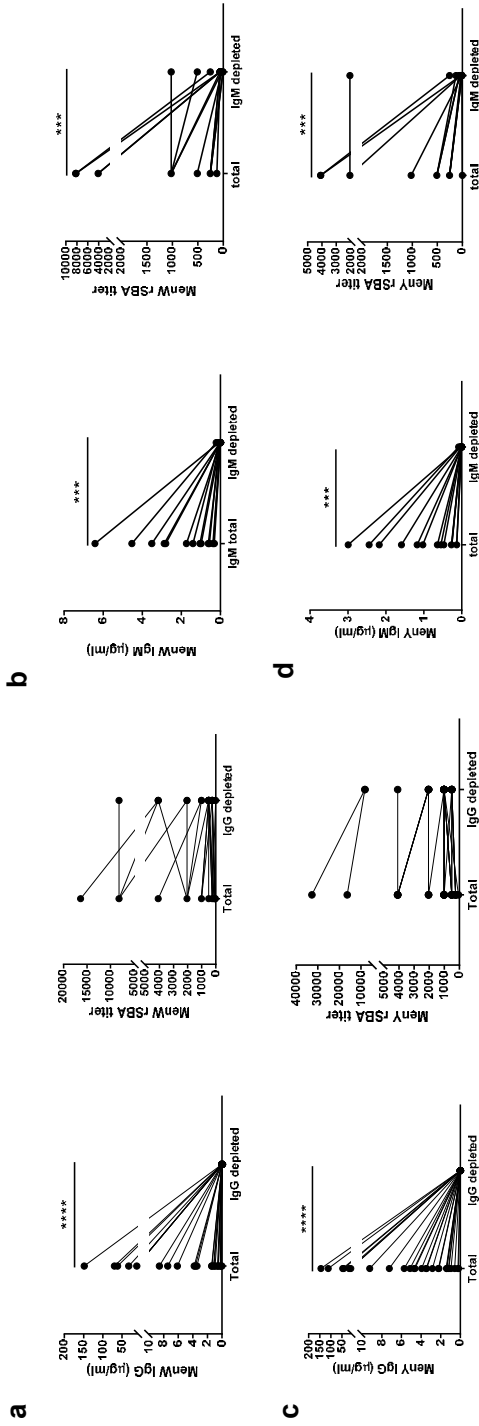 a
MenW IgG (µg/ml)
200
150
100
50
10
8
6
4
2
0
****
Total
IgG depleted
MenW rSBA titer
20000
15000
10000
5000
5000
4000
3000
2000
1000
0
Total
IgG depleted
b
MenW IgM (µg/ml)
8
6
4
2
0
***
IgM total
IgM depleted
MenW rSBA titer
10000
8000
6000
4000
2000
2000
1500
1000
500
0
***
total
IgM depleted
c
MenY IgG (µg/ml)
200
150
100
50
10
8
6
4
2
0
****
Total
IgG depleted
MenY rSBA titer
40000
30000
20000
10000
5000
4000
3000
2000
1000
0
Total
IgG depleted
d
MenY IgM (µg/ml)
4
3
2
1
0
***
total
IgM depleted
MenY rSBA titer
5000
4000
3000
2000
2000
1500
1000
500
0
***
total
IgM depleted